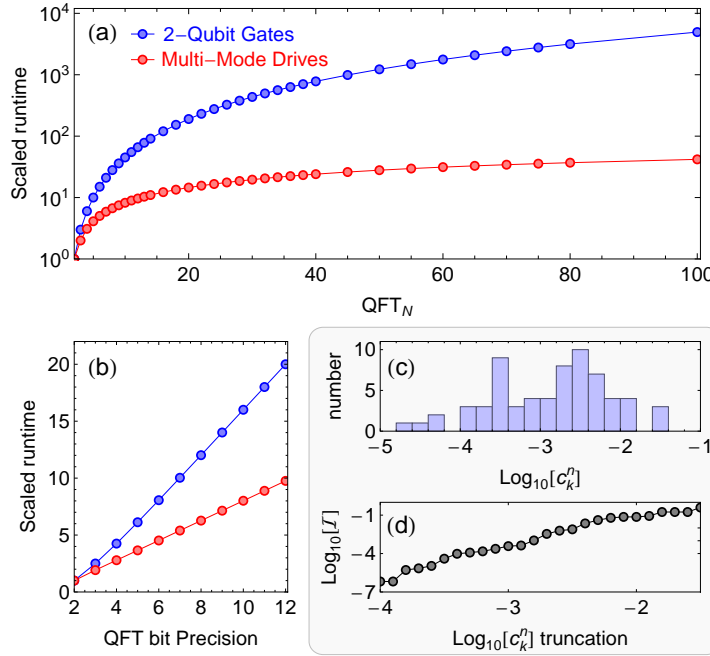 (a)
2−Qubit Gates
Multi−Mode Drives
Scaled runtime
10^4
10^3
10^2
10^1
10^0
20 40 60 80 100
QFT_N
(b)
Scaled runtime
20
15
10
5
0
2 4 6 8 10 12
QFT bit Precision
(c)
number
10
5
0
−5 −4 −3 −2 −1
Log₁₀[c_k^n]
(d)
Log₁₀[𝓘]
−1
−4
−7
−4 −3 −2
Log₁₀[c_k^n] truncation